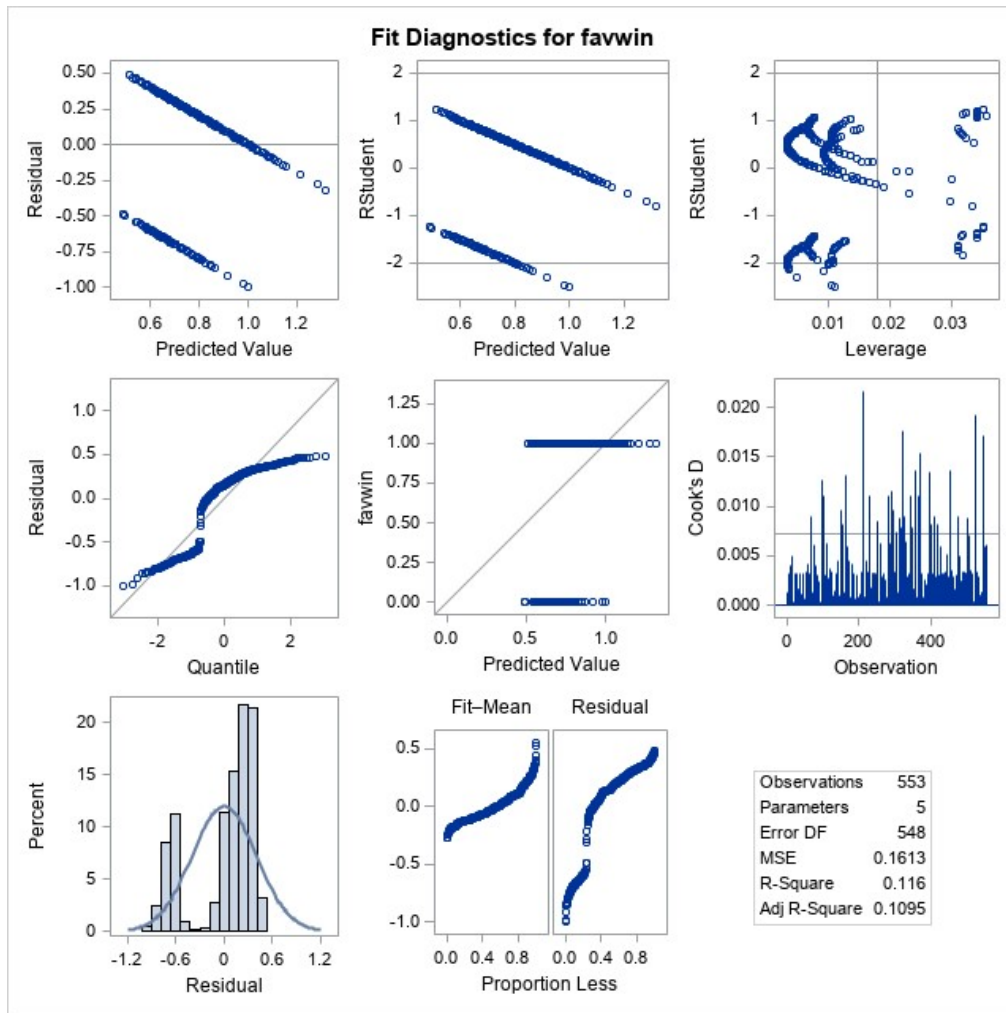 Fit Diagnostics for favwin
Residual
0.50
0.25
0.00
-0.25
-0.50
-0.75
-1.00
0.6 0.8 1.0 1.2
Predicted Value
RStudent
2
1
0
-1
-2
0.6 0.8 1.0 1.2
Predicted Value
RStudent
2
1
0
-1
-2
0.01 0.02 0.03
Leverage
Residual
1.0
0.5
0.0
-0.5
-1.0
-2 0 2
Quantile
favwin
1.25
1.00
0.75
0.50
0.25
0.00
0.0 0.5 1.0
Predicted Value
Cook's D
0.020
0.015
0.010
0.005
0.000
0 200 400
Observation
Percent
20
15
10
5
0
-1.2 -0.6 0 0.6 1.2
Residual
Fit–Mean Residual
0.5
0.0
-0.5
-1.0
0.0 0.4 0.8 0.0 0.4 0.8
Proportion Less
Observations 553
Parameters 5
Error DF 548
MSE 0.1613
R-Square 0.116
Adj R-Square 0.1095